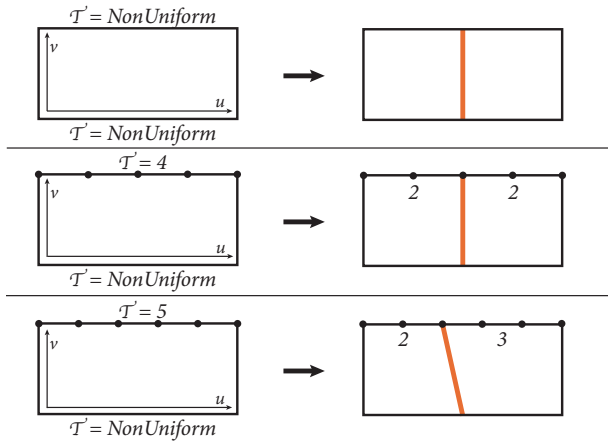 𝒯 = NonUniform
v
u
𝒯 = NonUniform
𝒯 = 4
v
2 2
u
𝒯 = NonUniform
𝒯 = 5
v
2 3
u
𝒯 = NonUniform